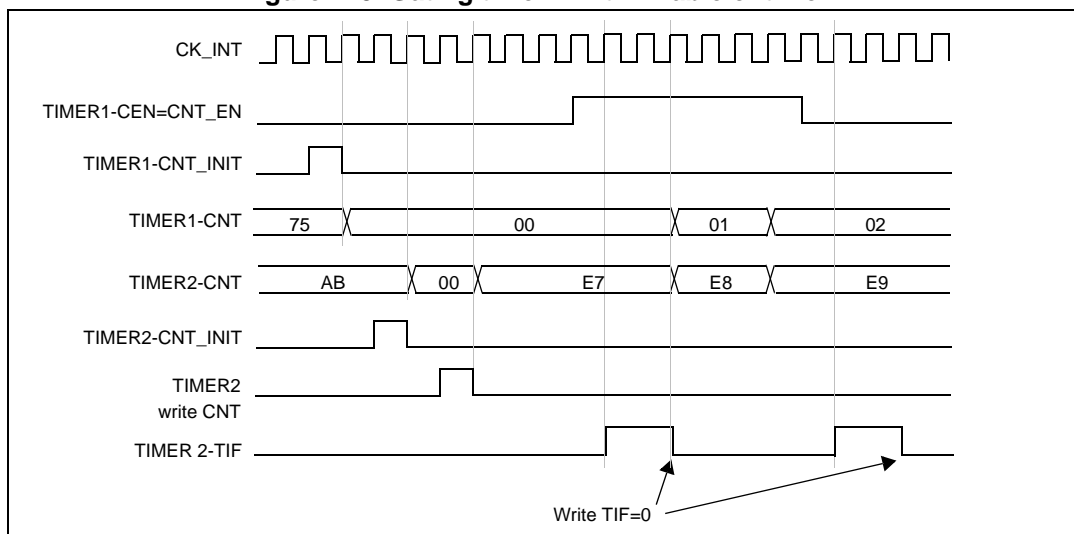 CK_INT
TIMER1-CEN=CNT_EN
TIMER1-CNT_INIT
TIMER1-CNT 75 00 01 02
TIMER2-CNT AB 00 E7 E8 E9
TIMER2-CNT_INIT
TIMER2
write CNT
TIMER 2-TIF
Write TIF=0